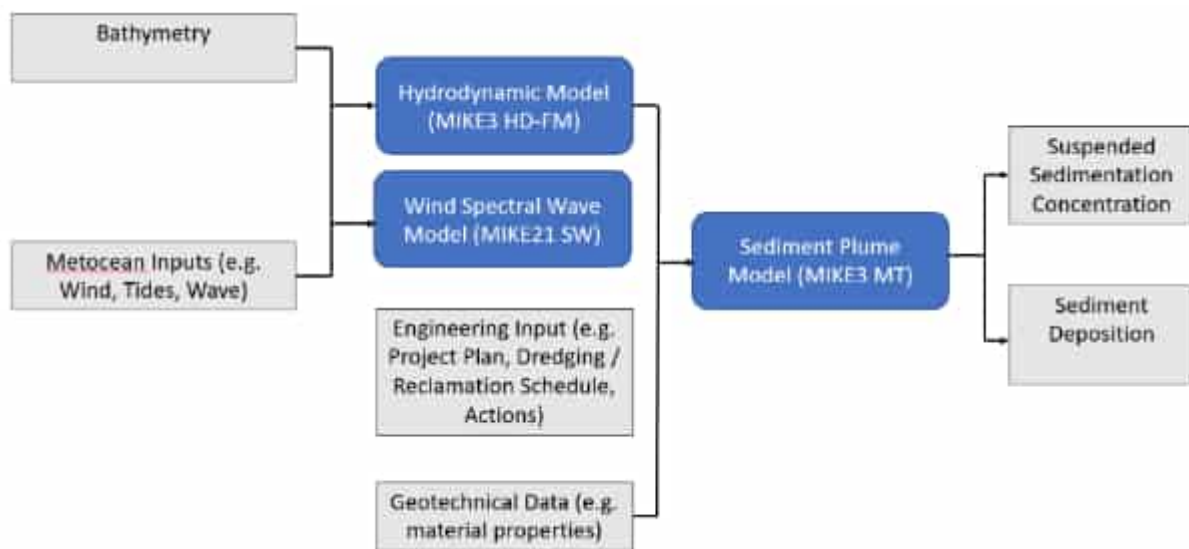 Bathymetry
Hydrodynamic Model
(MIKE3 HD-FM)
Wind Spectral Wave
Model (MIKE21 SW)
Metocean Inputs (e.g.
Wind, Tides, Wave)
Engineering Input (e.g.
Project Plan, Dredging /
Reclamation Schedule,
Actions)
Geotechnical Data (e.g.
material properties)
Sediment Plume
Model (MIKE3 MT)
Suspended
Sedimentation
Concentration
Sediment
Deposition